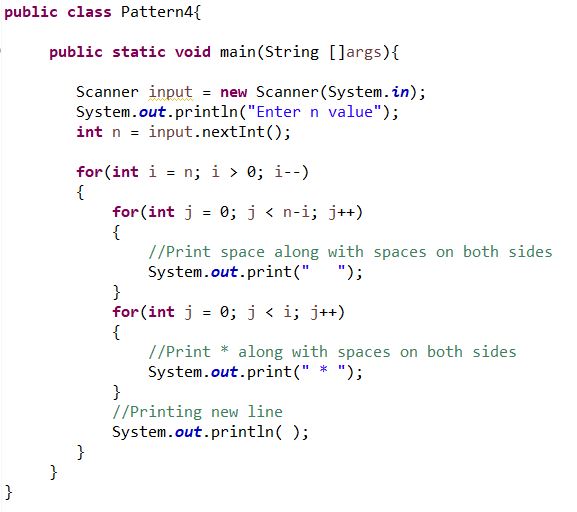 public class Pattern4{
public static void main(String []args){
Scanner input = new Scanner(System.in);
System.out.println("Enter n value");
int n = input.nextInt();
for(int i = n; i > 0; i--)
{
for(int j = 0; j < n-i; j++)
{
//Print space along with spaces on both sides
System.out.print("   ");
}
for(int j = 0; j < i; j++)
{
//Print * along with spaces on both sides
System.out.print(" * ");
}
//Printing new line
System.out.println( );
}
}
}